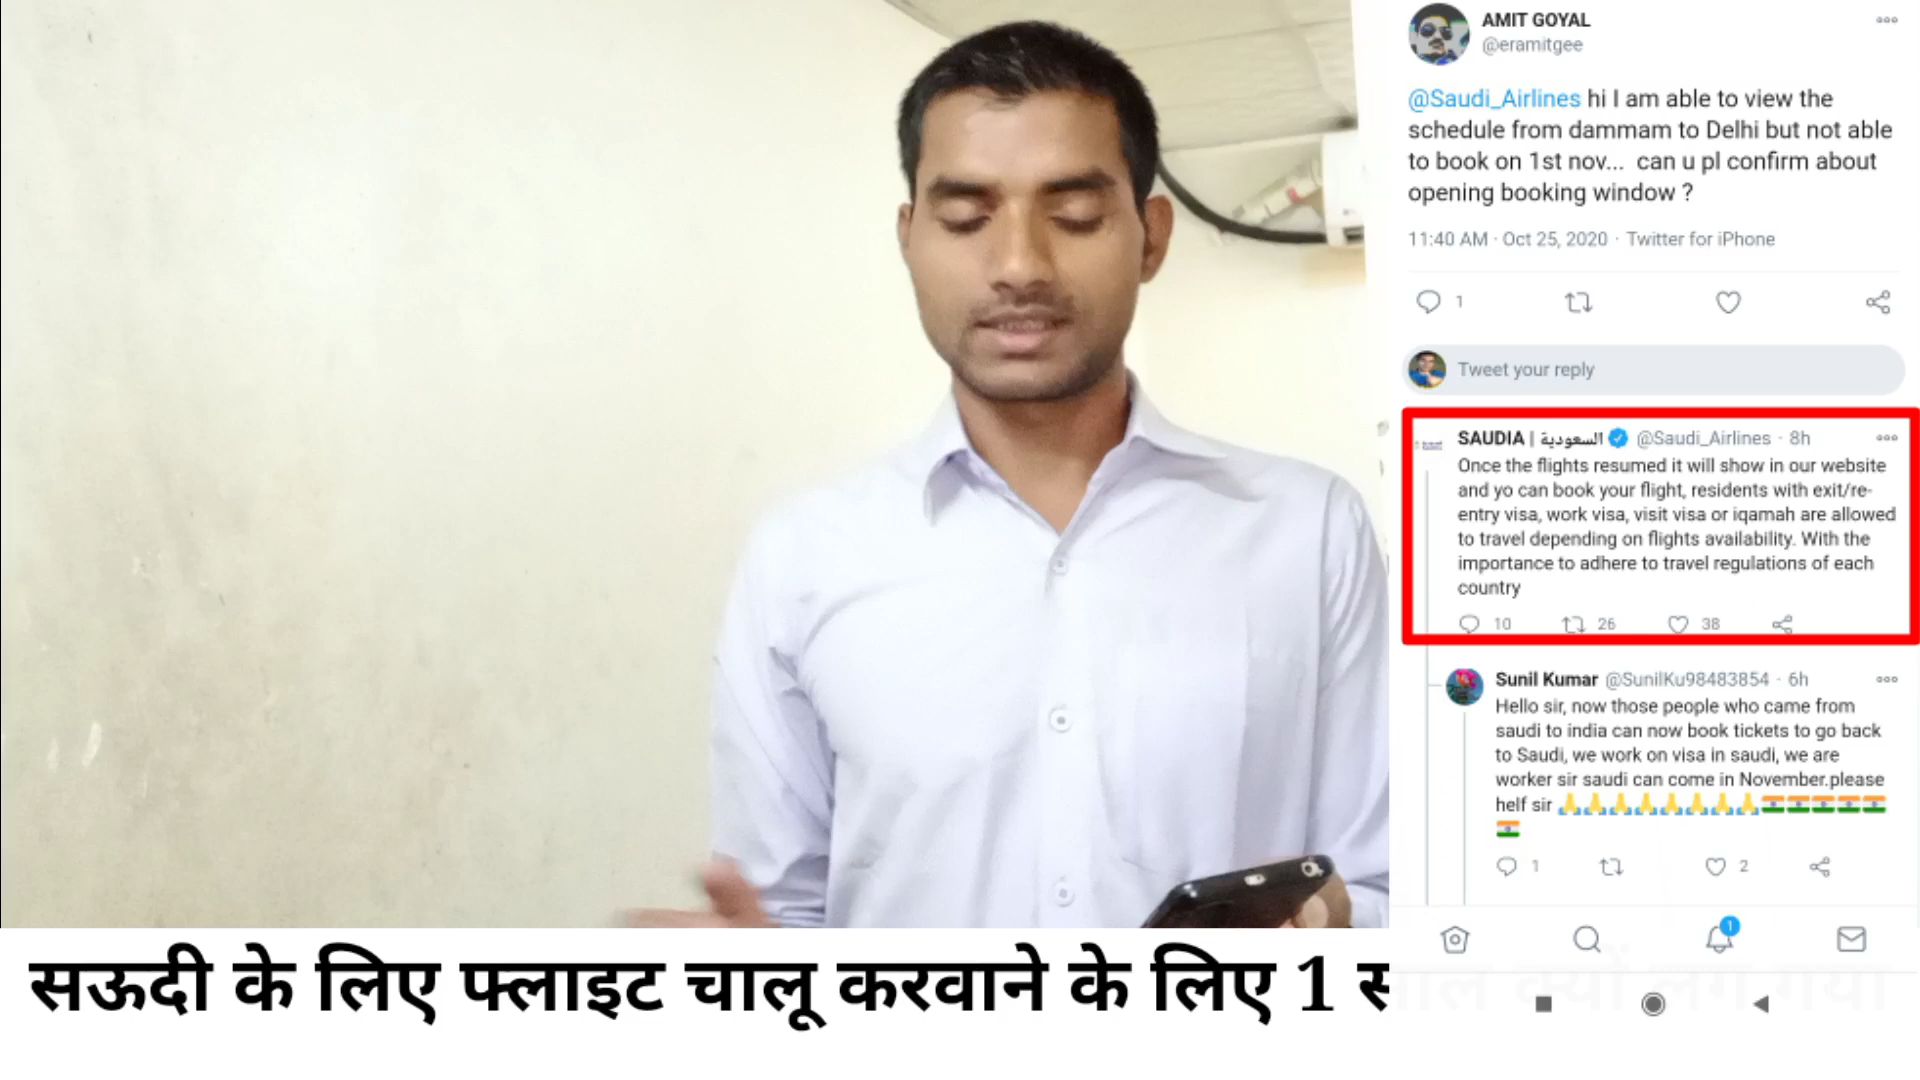 AMIT GOYAL
@eramitgee
@Saudi_Airlines hi I am able to view the
schedule from dammam to Delhi but not able
to book on 1st nov... can u pl confirm about
opening booking window ?
11:40 AM · Oct 25, 2020 · Twitter for iPhone
1
Tweet your reply
SAUDIA | السعودية @Saudi_Airlines · 8h
Once the flights resumed it will show in our website
and yo can book your flight, residents with exit/re-
entry visa, work visa, visit visa or iqamah are allowed
to travel depending on flights availability. With the
importance to adhere to travel regulations of each
country
10 26 38
Sunil Kumar @SunilKu98483854 · 6h
Hello sir, now those people who came from
saudi to india can now book tickets to go back
to Saudi, we work on visa in saudi, we are
worker sir saudi can come in November.please
helf sir 🙏🙏🙏🙏🙏🙏🙏🙏🇮🇳🇮🇳🇮🇳🇮🇳🇮🇳
🇮🇳
1 2
1
सऊदी के लिए फ्लाइट चालू करवाने के लिए 1 साल क्यों लग गया